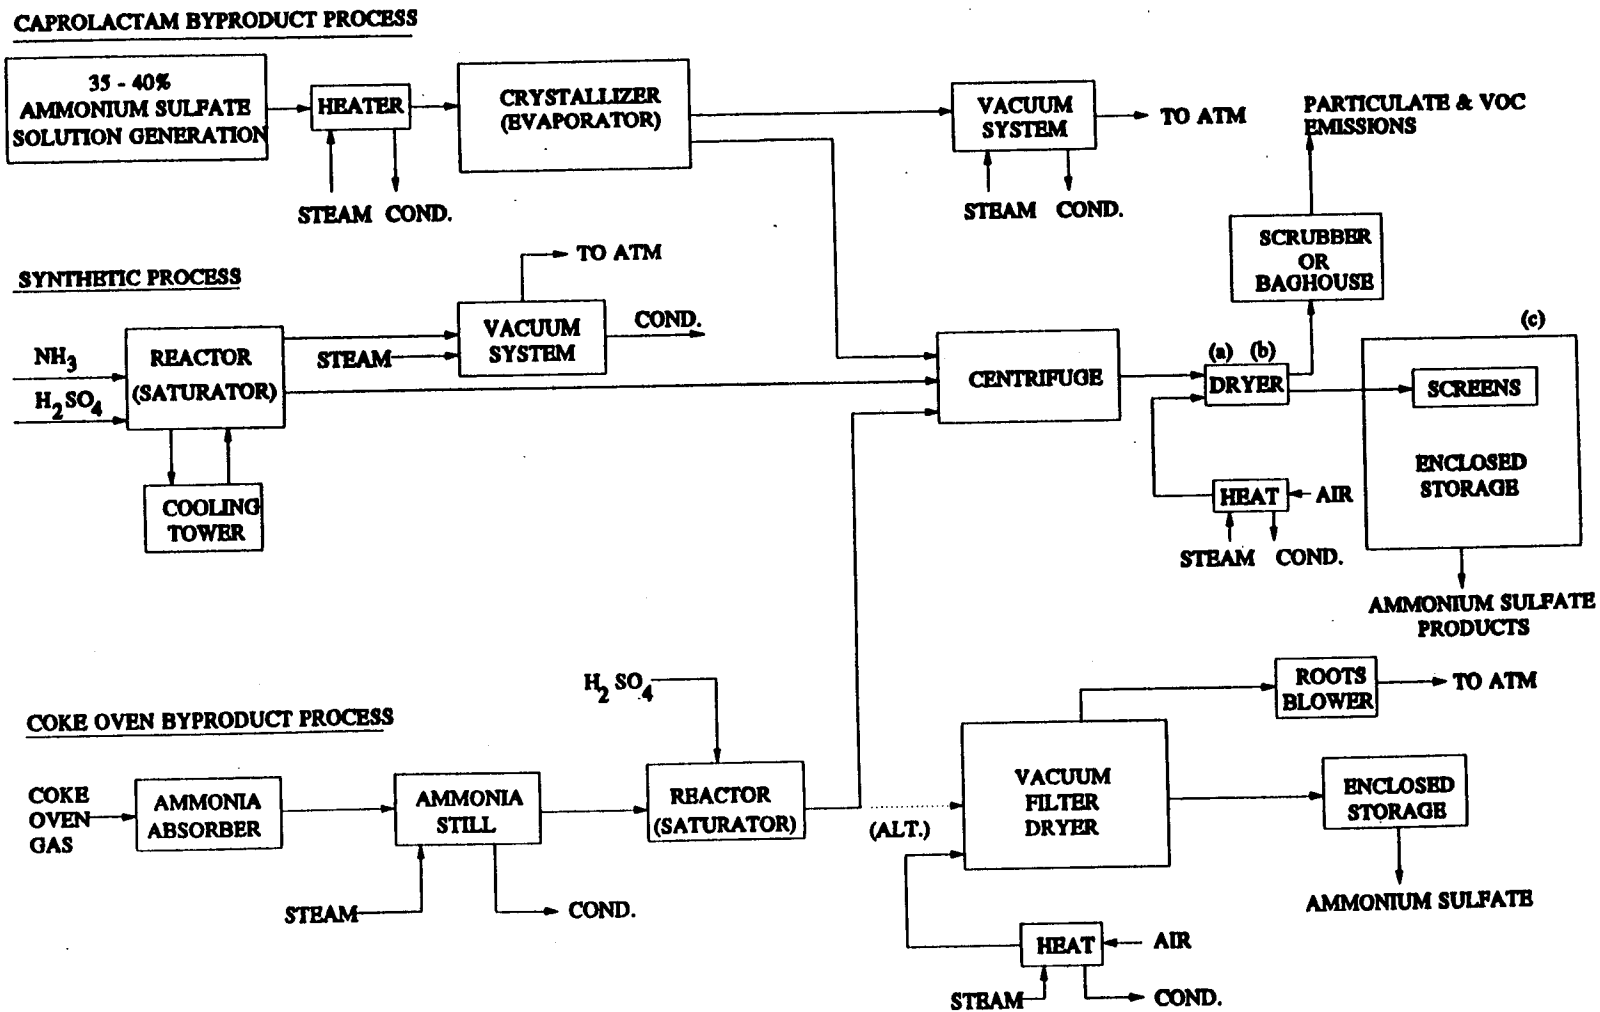 CAPROLACTAM BYPRODUCT PROCESS
35 - 40%
AMMONIUM SULFATE
SOLUTION GENERATION
HEATER
STEAM COND.
CRYSTALLIZER
(EVAPORATOR)
VACUUM
SYSTEM
TO ATM
STEAM COND.
PARTICULATE & VOC
EMISSIONS
SCRUBBER
OR
BAGHOUSE
SYNTHETIC PROCESS
NH3
H2SO4
REACTOR
(SATURATOR)
COOLING
TOWER
TO ATM
STEAM
VACUUM
SYSTEM
COND.
CENTRIFUGE
(a) (b)
DRYER
HEAT
AIR
STEAM COND.
(c)
SCREENS
ENCLOSED
STORAGE
AMMONIUM SULFATE
PRODUCTS
COKE OVEN BYPRODUCT PROCESS
COKE
OVEN
GAS
AMMONIA
ABSORBER
AMMONIA
STILL
STEAM
COND.
H2SO4
REACTOR
(SATURATOR)
(ALT.)
VACUUM
FILTER
DRYER
ROOTS
BLOWER
TO ATM
ENCLOSED
STORAGE
AMMONIUM SULFATE
HEAT
AIR
STEAM
COND.